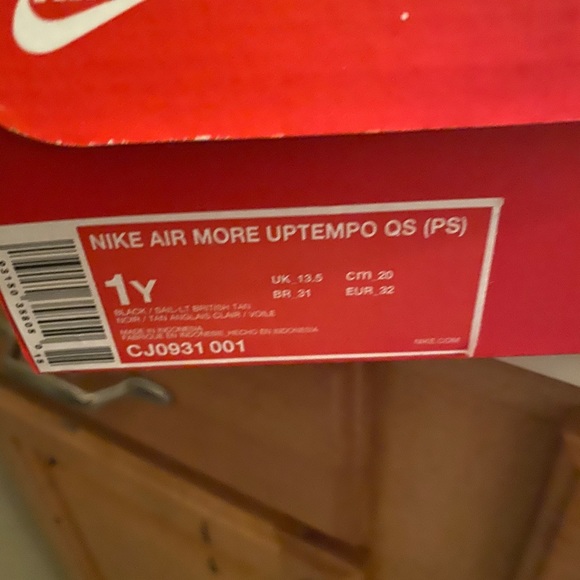 NIKE AIR MORE UPTEMPO QS (PS)
1Y
UK 13.5 cm 20
BR 31 EUR 32
BLACK / SAIL-LT BRITISH TAN
NOIR / TAN ANGLAIS CLAIR / VOILE
MADE IN INDONESIA
FABRIQUE EN INDONESIE, HECHO EN INDONESIA
CJ0931 001
NIKE.COM